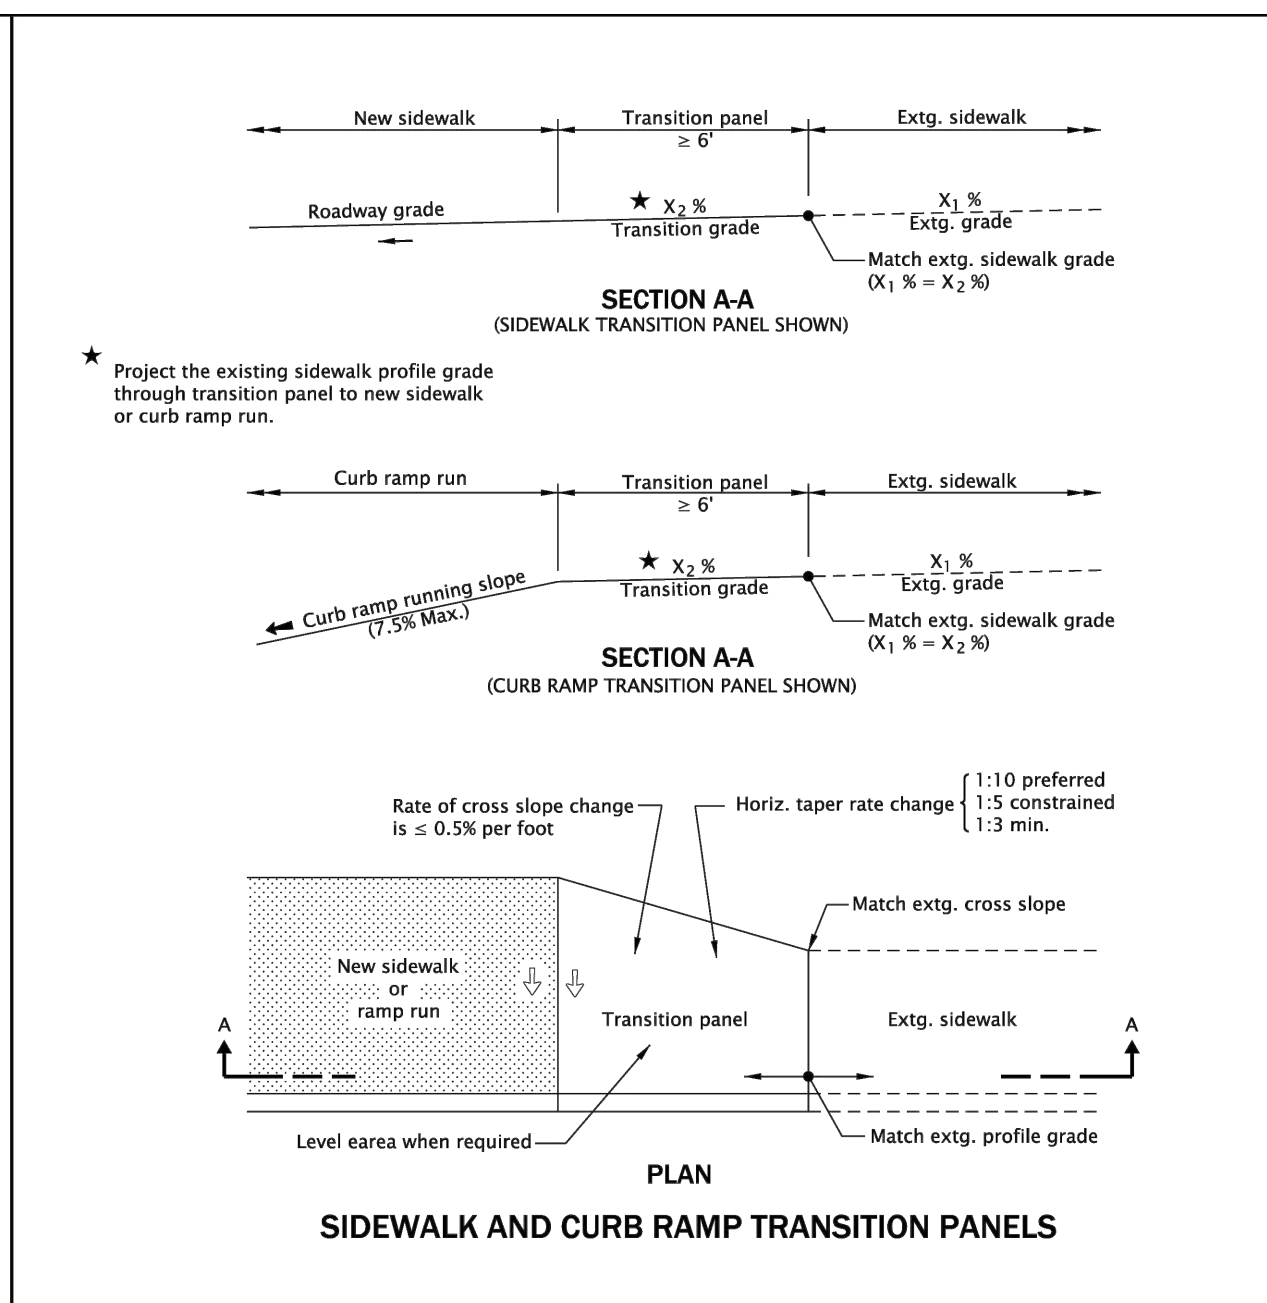 New sidewalk
Transition panel
≥ 6'
Extg. sidewalk
Roadway grade
★ X2 %
Transition grade
X1 %
Extg. grade
Match extg. sidewalk grade
(X1 % = X2 %)
SECTION A-A
(SIDEWALK TRANSITION PANEL SHOWN)
★ Project the existing sidewalk profile grade
through transition panel to new sidewalk
or curb ramp run.
Curb ramp run
Transition panel
≥ 6'
Extg. sidewalk
Curb ramp running slope
(7.5% Max.)
★ X2 %
Transition grade
X1 %
Extg. grade
Match extg. sidewalk grade
(X1 % = X2 %)
SECTION A-A
(CURB RAMP TRANSITION PANEL SHOWN)
Rate of cross slope change
is ≤ 0.5% per foot
Horiz. taper rate change
1:10 preferred
1:5 constrained
1:3 min.
Match extg. cross slope
New sidewalk
or
ramp run
Transition panel
Extg. sidewalk
A
A
Level earea when required
Match extg. profile grade
PLAN
SIDEWALK AND CURB RAMP TRANSITION PANELS